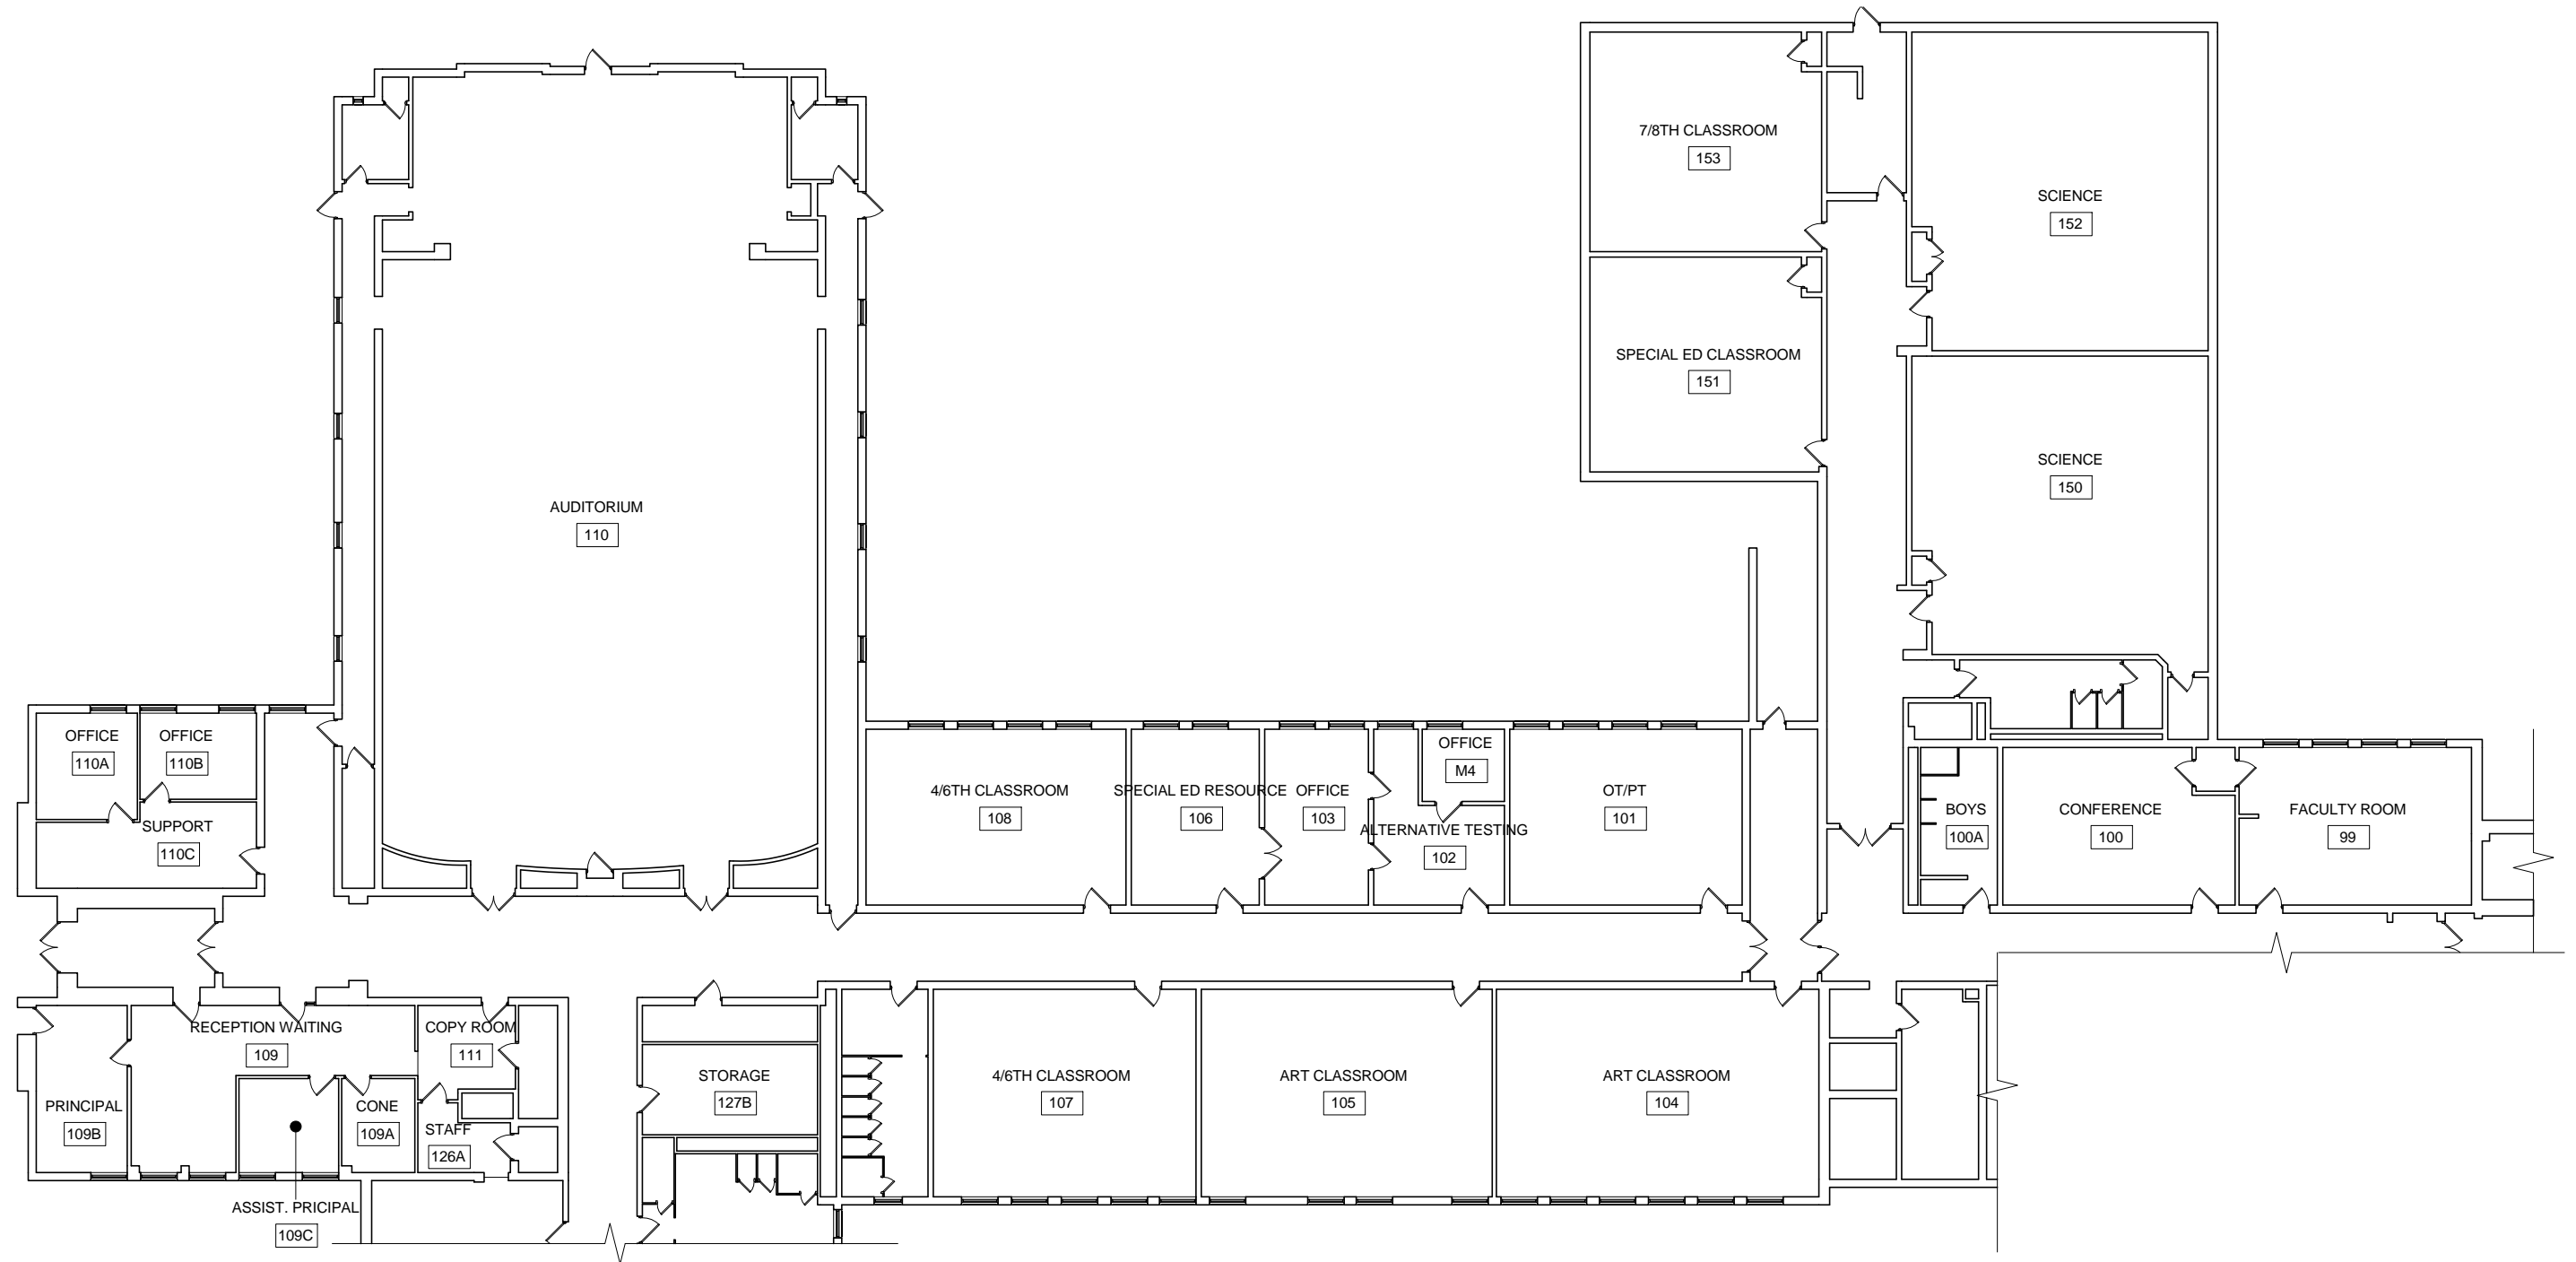 7/8TH CLASSROOM
153
SCIENCE
152
SPECIAL ED CLASSROOM
151
SCIENCE
150
AUDITORIUM
110
OFFICE
110A
OFFICE
110B
SUPPORT
110C
4/6TH CLASSROOM
108
SPECIAL ED RESOURCE
106
OFFICE
103
OFFICE
M4
ALTERNATIVE TESTING
102
OT/PT
101
BOYS
100A
CONFERENCE
100
FACULTY ROOM
99
RECEPTION WAITING
109
COPY ROOM
111
PRINCIPAL
109B
CONE
109A
STAFF
126A
ASSIST. PRICIPAL
109C
STORAGE
127B
4/6TH CLASSROOM
107
ART CLASSROOM
105
ART CLASSROOM
104